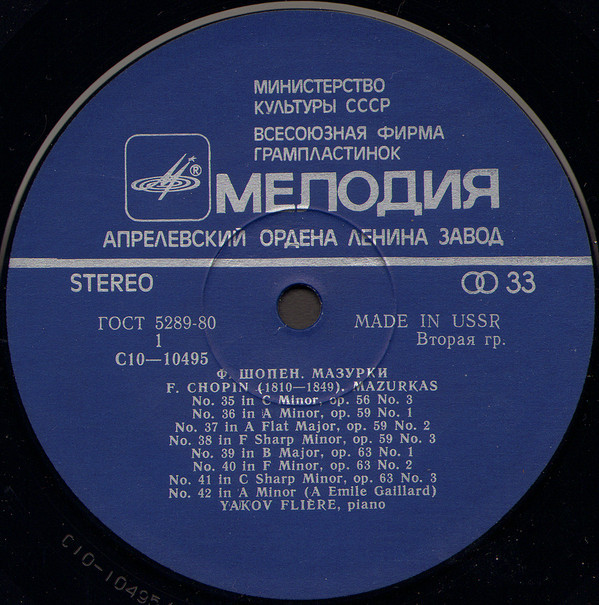 МИНИСТЕРСТВО
КУЛЬТУРЫ СССР
ВСЕСОЮЗНАЯ ФИРМА
ГРАМПЛАСТИНОК
®
МЕЛОДИЯ
АПРЕЛЕВСКИЙ ОРДЕНА ЛЕНИНА ЗАВОД
STEREO 33
ГОСТ 5289-80 MADE IN USSR
1 Вторая гр.
С10—10495
Ф. ШОПЕН. МАЗУРКИ
F. CHOPIN (1810—1849). MAZURKAS
No. 35 in C Minor, op. 56 No. 3
No. 36 in A Minor, op. 59 No. 1
No. 37 in A Flat Major, op. 59 No. 2
No. 38 in F Sharp Minor, op. 59 No. 3
No. 39 in B Major, op. 63 No. 1
No. 40 in F Minor, op. 63 No. 2
No. 41 in C Sharp Minor, op. 63 No. 3
No. 42 in A Minor (A Emile Gaillard)
YAKOV FLIÈRE, piano
С10-10495